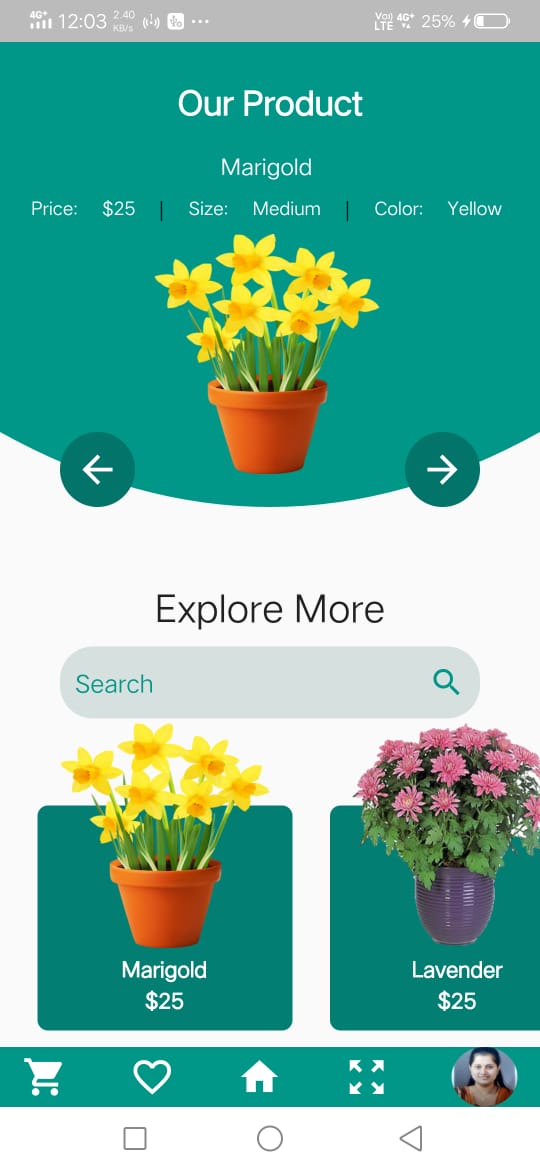 4G+ 12:03 2.40 KB/s ... Voi) LTE 4G+ 25%
Our Product
Marigold
Price: $25 | Size: Medium | Color: Yellow
Explore More
Search
Marigold Lavender
$25 $25